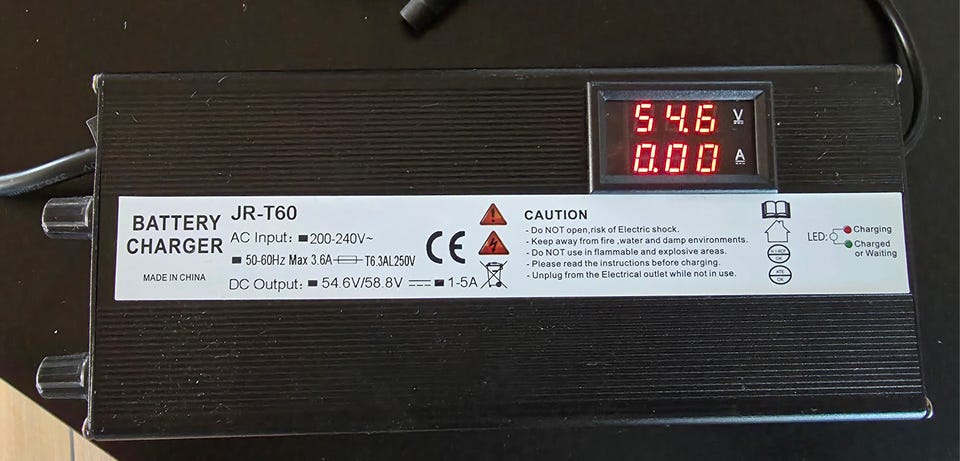 54.6 V
0.00 A
BATTERY
CHARGER
MADE IN CHINA
JR-T60
AC Input: 200-240V~
50-60Hz Max 3.6A T6.3AL250V
DC Output: 54.6V/58.8V 1-5A
CE
CAUTION
- Do NOT open,risk of Electric shock.
- Keep away from fire ,water and damp environments.
- Do NOT use in flammable and explosive areas.
- Please read the instructions before charging.
- Unplug from the Electrical outlet while not in use.
OK
ATE
OK
LED:
Charging
Charged
or Waiting